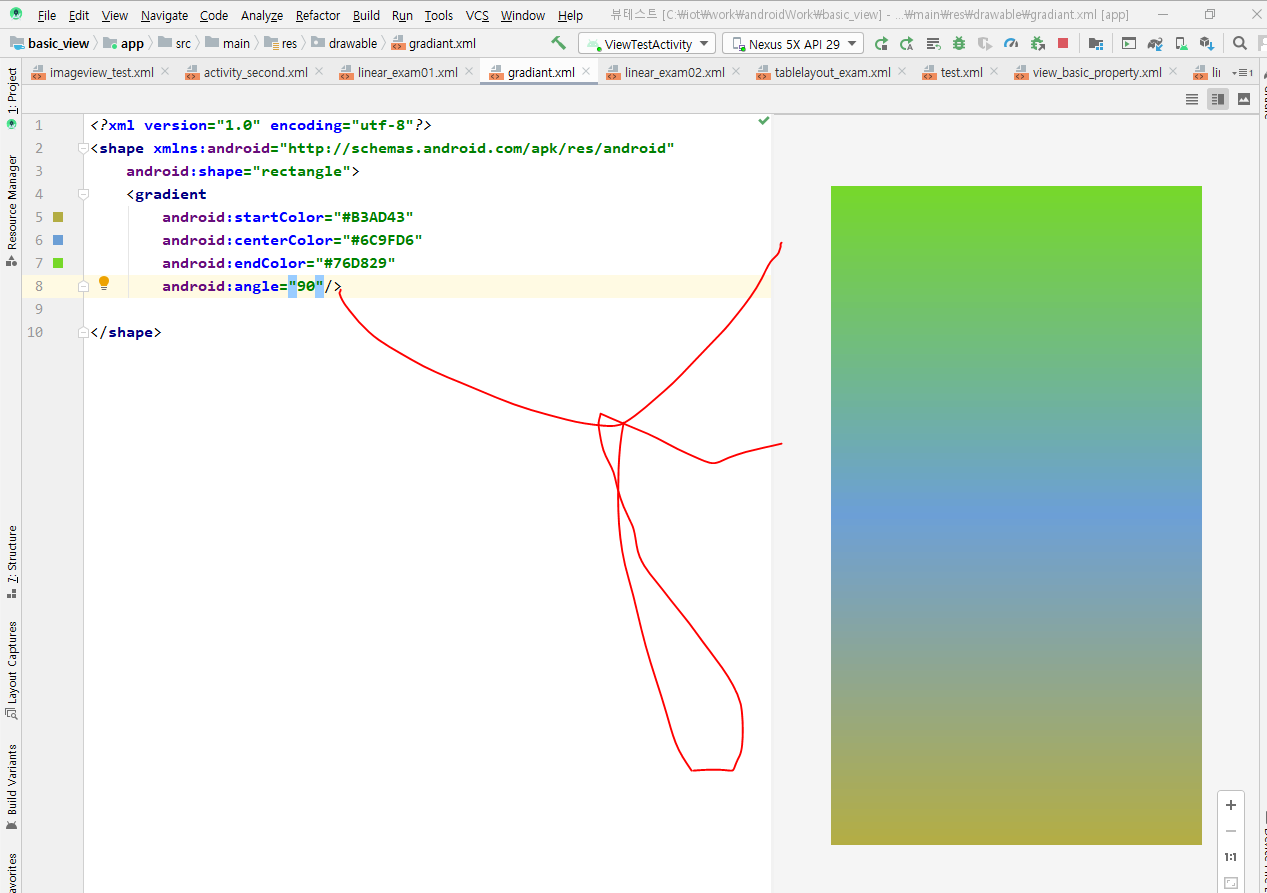 File Edit View Navigate Code Analyze Refactor Build Run Tools VCS Window Help 뷰테스트 [C:₩iot₩work₩androidWork₩basic_view] - ...₩main₩res₩drawable₩gradiant.xml [app]
basic_view app src main res drawable gradiant.xml ViewTestActivity Nexus 5X API 29
imageview_test.xml activity_second.xml linear_exam01.xml gradiant.xml linear_exam02.xml tablelayout_exam.xml test.xml view_basic_property.xml li
1: Project
Resource Manager
7: Structure
Layout Captures
Build Variants
1 <?xml version="1.0" encoding="utf-8"?>
2 <shape xmlns:android="http://schemas.android.com/apk/res/android"
3 android:shape="rectangle">
4 <gradient
5 android:startColor="#B3AD43"
6 android:centerColor="#6C9FD6"
7 android:endColor="#76D829"
8 android:angle="90"/>
9
10 </shape>
1:1